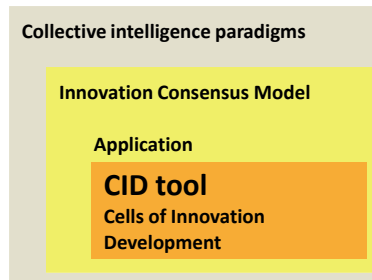 Collective intelligence paradigms
Innovation Consensus Model
Application
CID tool
Cells of Innovation
Development